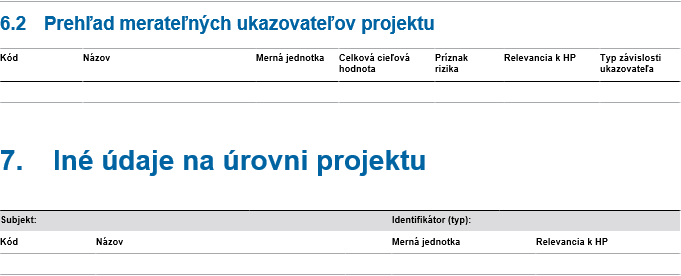 6.2 Prehľad merateľných ukazovateľov projektu
Kód Názov Merná jednotka Celková cieľová hodnota Príznak rizika Relevancia k HP Typ závislosti ukazovateľa
7. Iné údaje na úrovni projektu
Subjekt: Identifikátor (typ):
Kód Názov Merná jednotka Relevancia k HP